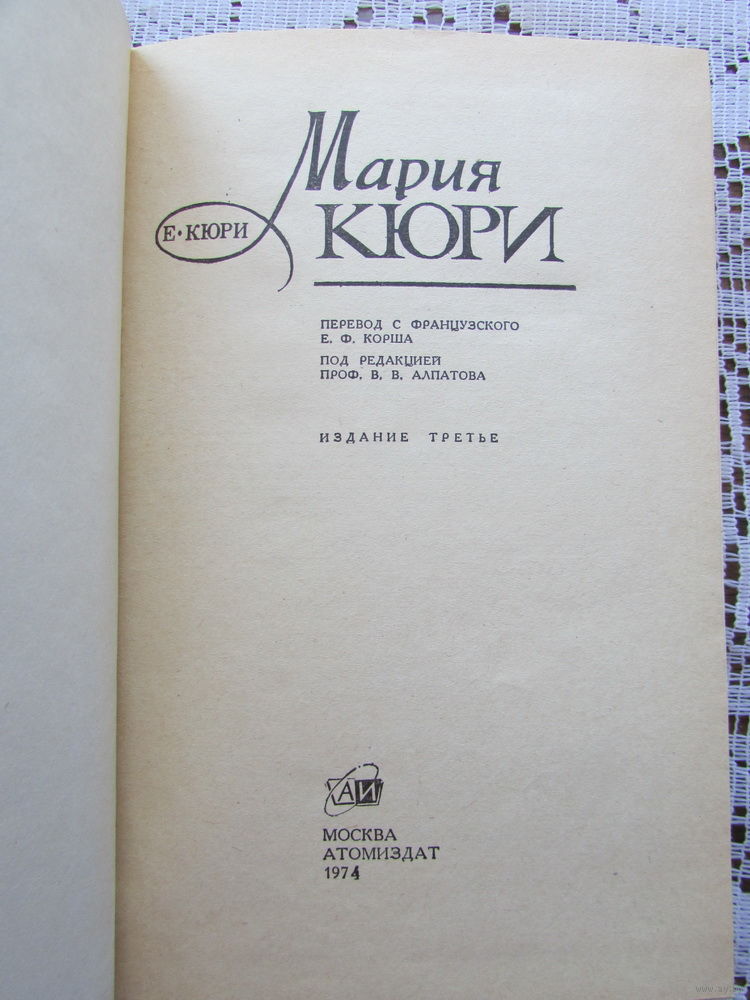 Е. КЮРИ
Мария
КЮРИ
ПЕРЕВОД С ФРАНЦУЗСКОГО
Е. Ф. КОРША
ПОД РЕДАКЦИЕЙ
ПРОФ. В. В. АЛПАТОВА
ИЗДАНИЕ ТРЕТЬЕ
АИ
МОСКВА
АТОМИЗДАТ
1974